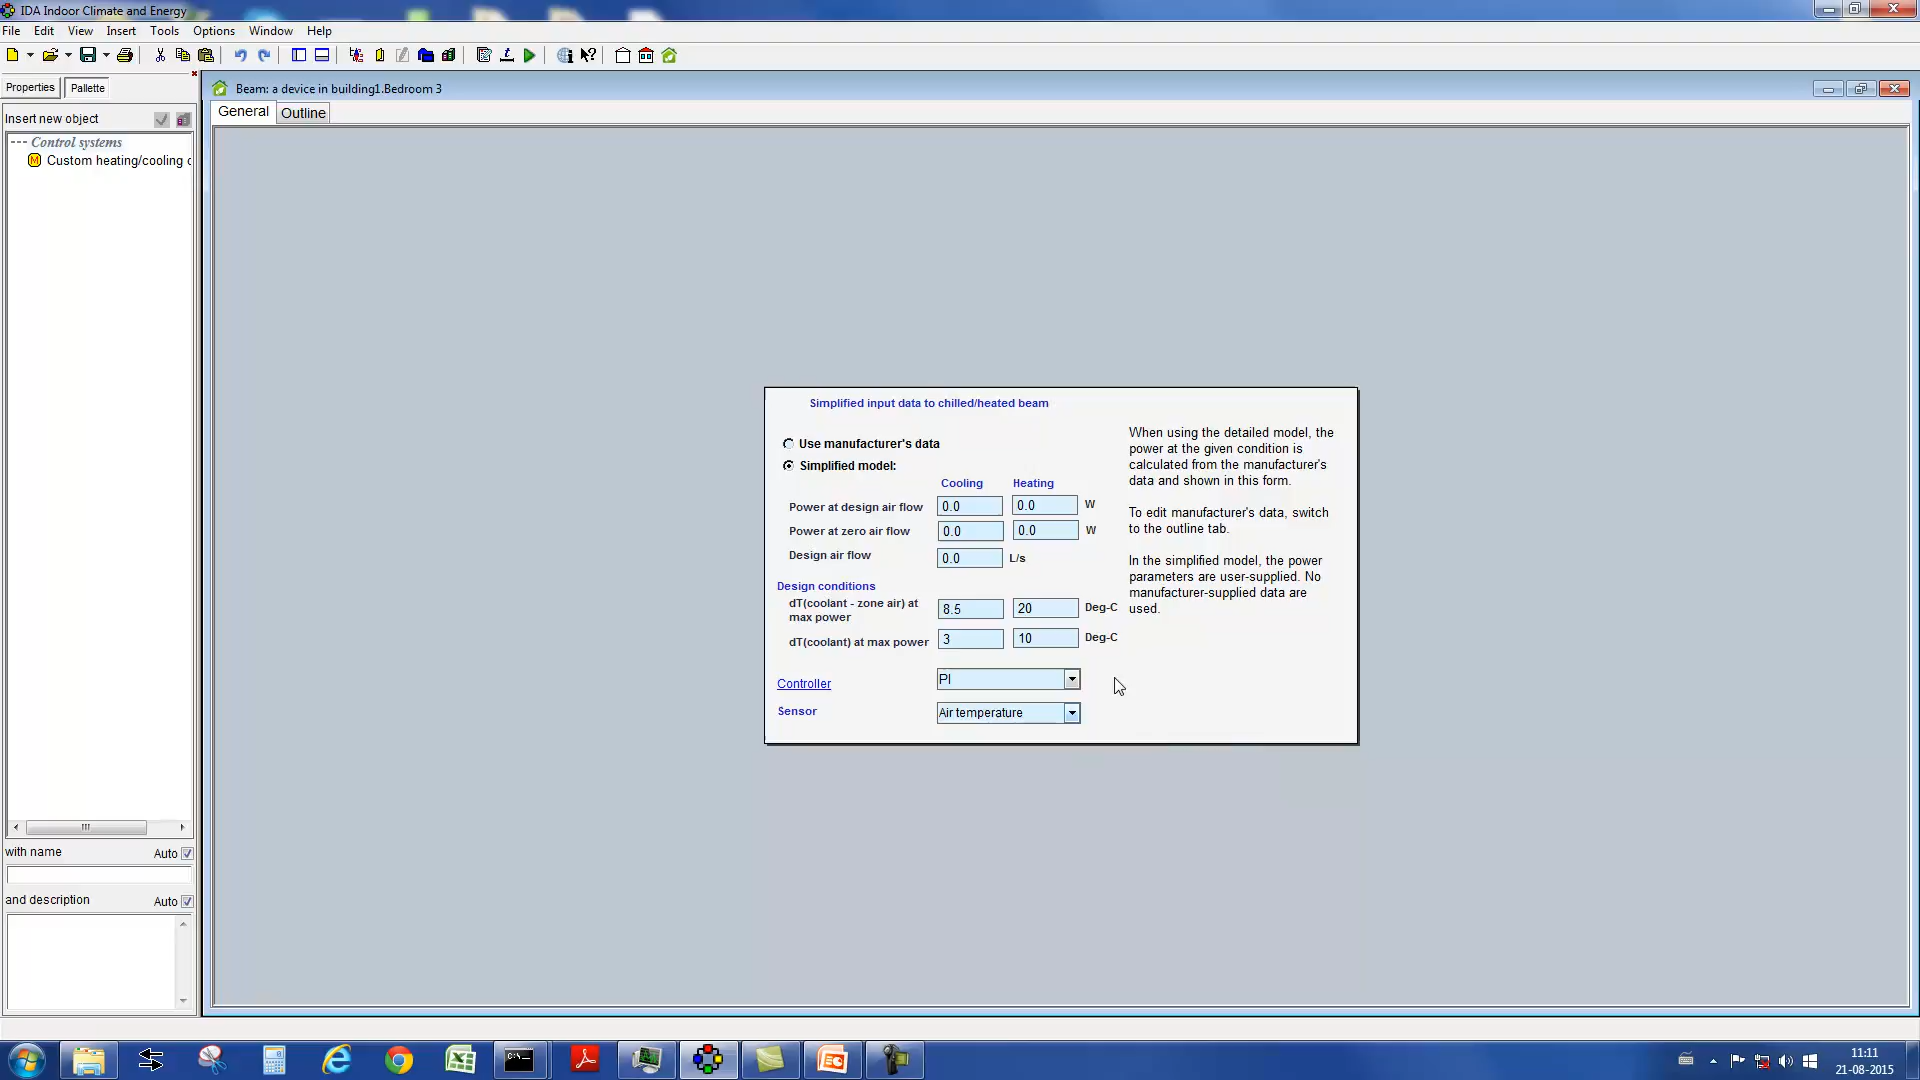 IDA Indoor Climate and Energy
File Edit View Insert Tools Options Window Help
Properties Pallette
Beam: a device in building1.Bedroom 3
General Outline
Insert new object
--- Control systems
M Custom heating/cooling c
with name Auto
and description Auto
Simplified input data to chilled/heated beam
Use manufacturer's data
Simplified model:
Cooling Heating
Power at design air flow 0.0 0.0 W
Power at zero air flow 0.0 0.0 W
Design air flow 0.0 L/s
Design conditions
dT(coolant - zone air) at
max power 8.5 20 Deg-C
dT(coolant) at max power 3 10 Deg-C
Controller PI
Sensor Air temperature
When using the detailed model, the
power at the given condition is
calculated from the manufacturer's
data and shown in this form.
To edit manufacturer's data, switch
to the outline tab.
In the simplified model, the power
parameters are user-supplied. No
manufacturer-supplied data are
used.
C:\_
11:11
21-08-2015